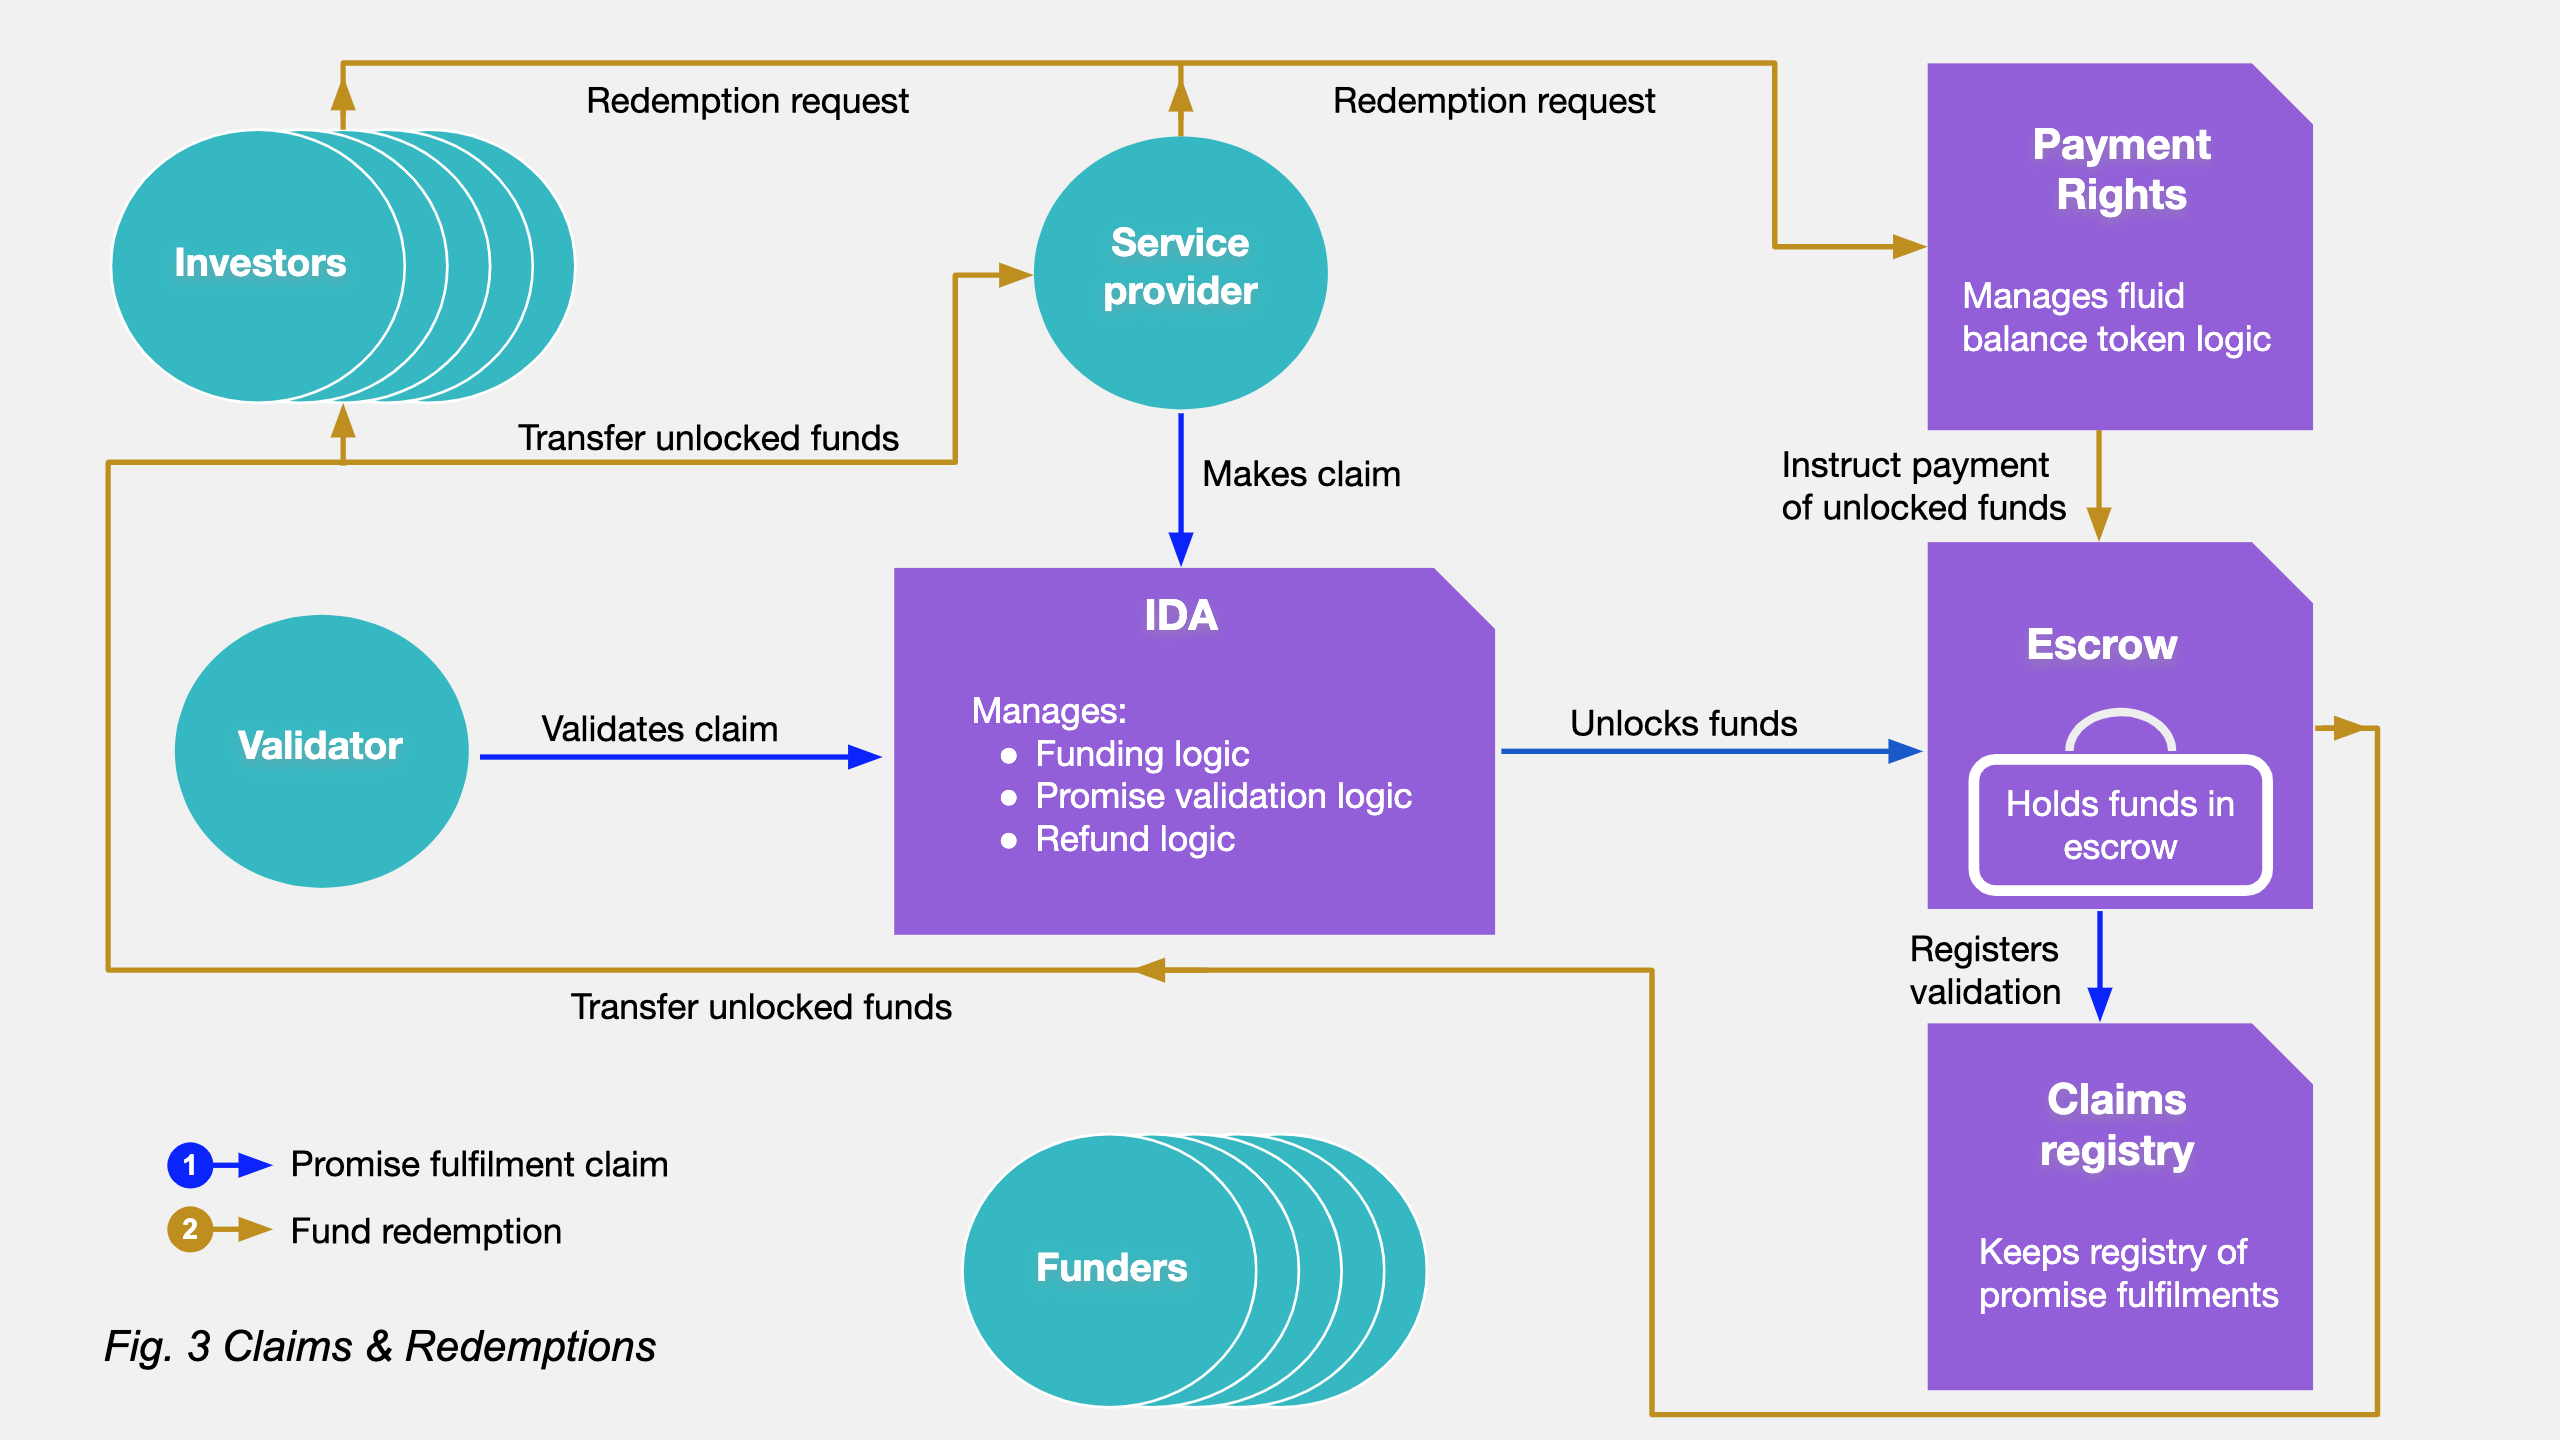 Redemption request
Redemption request
Investors
Service
provider
Payment
Rights
Manages fluid
balance token logic
Transfer unlocked funds
Makes claim
Instruct payment
of unlocked funds
Validator
Validates claim
IDA
Manages:
● Funding logic
● Promise validation logic
● Refund logic
Unlocks funds
Escrow
Holds funds in
escrow
Transfer unlocked funds
Registers
validation
Claims
registry
Keeps registry of
promise fulfilments
1 Promise fulfilment claim
2 Fund redemption
Funders
Fig. 3 Claims & Redemptions